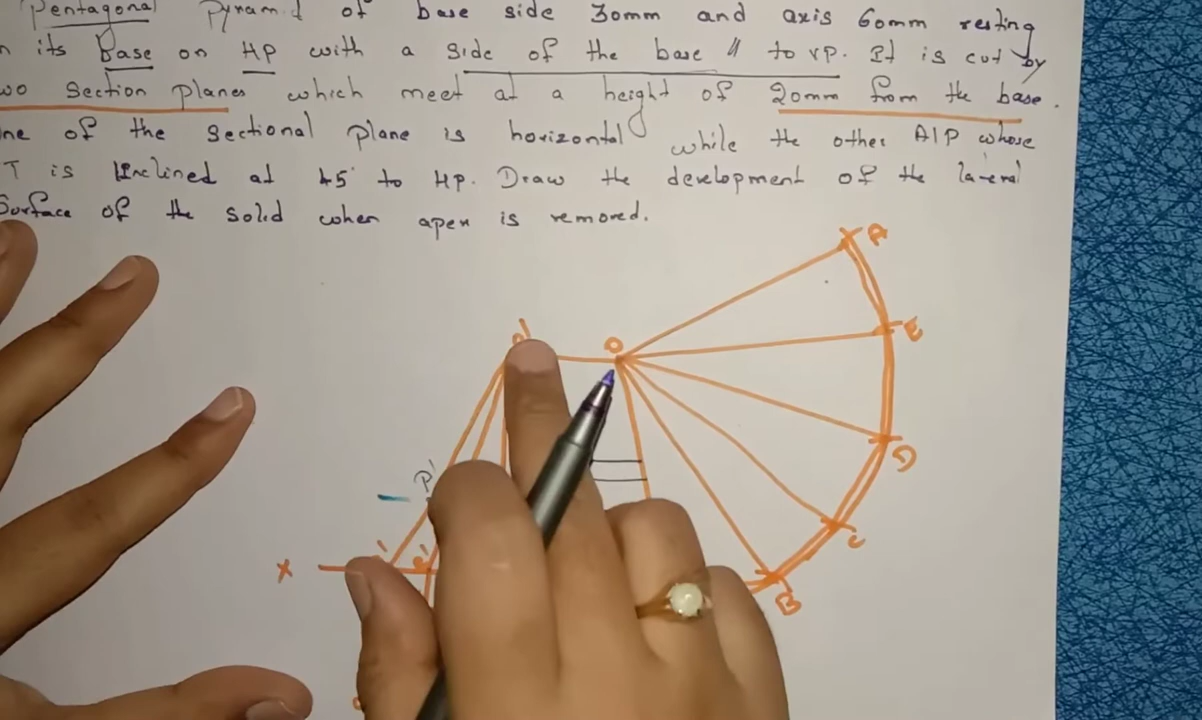 Pentagonal Pyramid of base side 30mm and axis 60mm resting
n its Base on HP with a side of the base || to VP. It is cut by
wo Section planes which meet at a height of 20mm from the base.
ne of the sectional plane is horizontal while the other AIP whose
T is Inclined at 45° to HP. Draw the development of the lateral
Surface of the solid when apex is removed.
A
E
O' O
D
P'
C
X
B